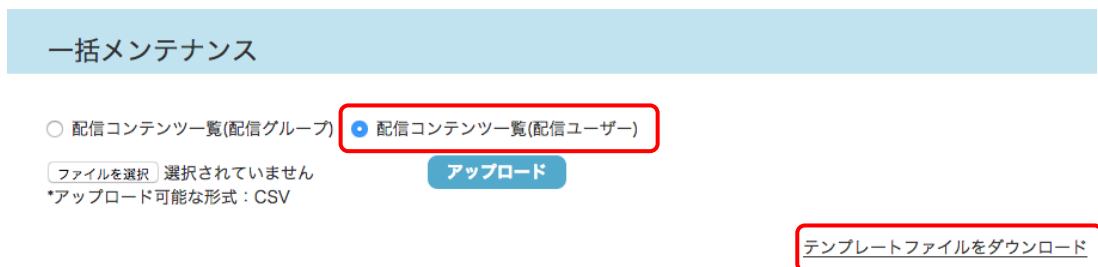 一括メンテナンス
配信コンテンツ一覧(配信グループ) 配信コンテンツ一覧(配信ユーザー)
ファイルを選択 選択されていません アップロード
*アップロード可能な形式：CSV
テンプレートファイルをダウンロード